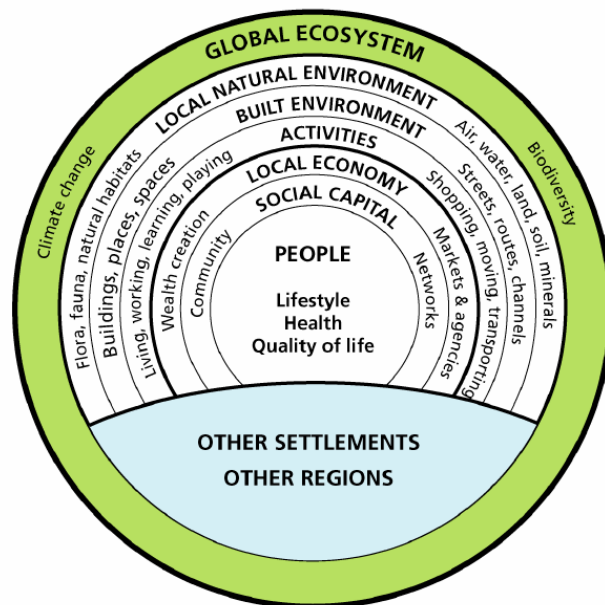 GLOBAL ECOSYSTEM
Climate change
Biodiversity
LOCAL NATURAL ENVIRONMENT
Flora, fauna, natural habitats
Air, water, land, soil, minerals
BUILT ENVIRONMENT
Buildings, places, spaces
Streets, routes, channels
ACTIVITIES
Living, working, learning, playing
Shopping, moving, transporting
LOCAL ECONOMY
Wealth creation
Markets & agencies
SOCIAL CAPITAL
Community
Networks
PEOPLE
Lifestyle
Health
Quality of life
OTHER SETTLEMENTS
OTHER REGIONS